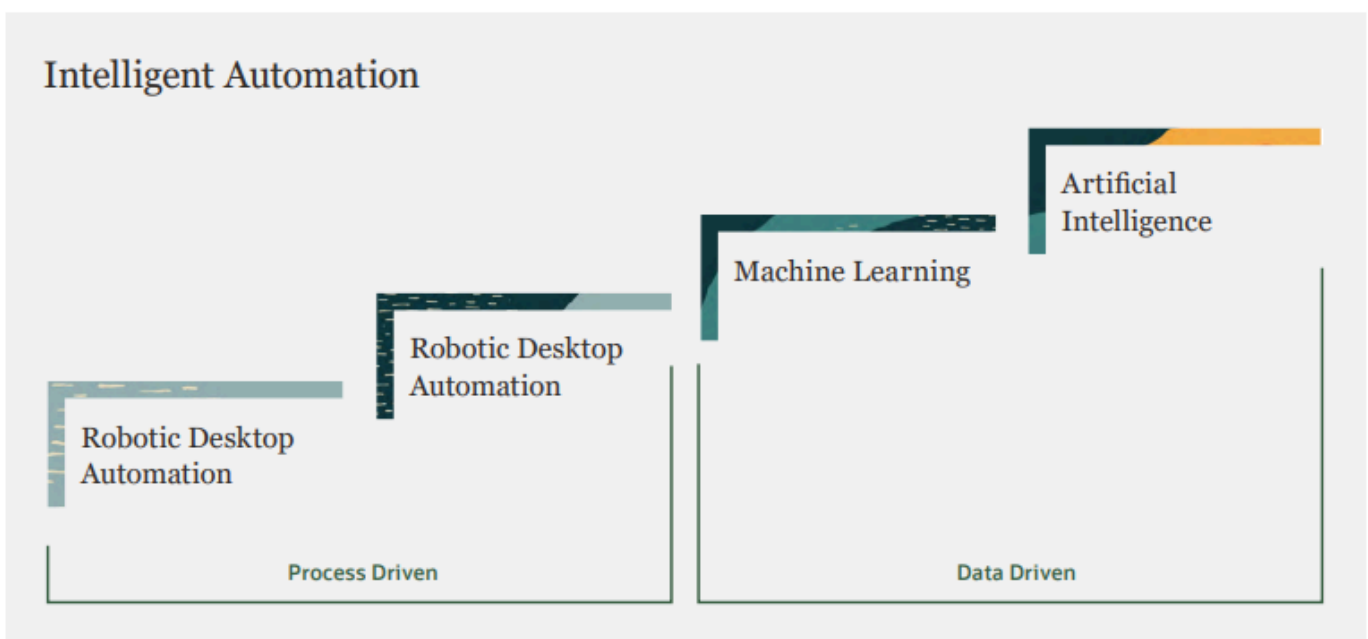 Intelligent Automation
Artificial
Intelligence
Machine Learning
Robotic Desktop
Automation
Robotic Desktop
Automation
Process Driven
Data Driven